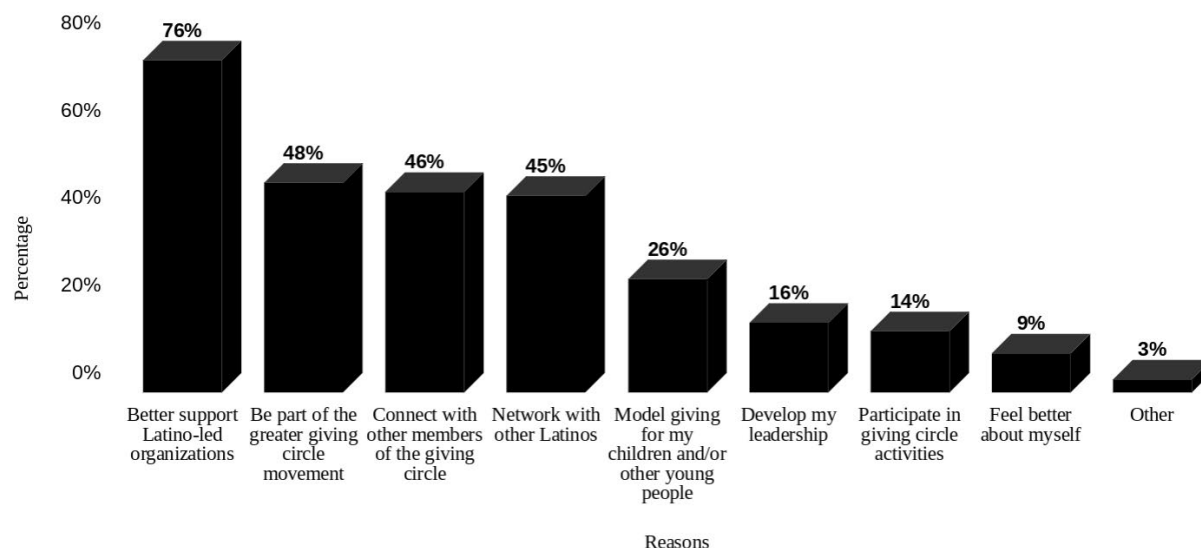 80%
60%
40%
20%
0%
Percentage
76%
48%
46%
45%
26%
16%
14%
9%
3%
Better support
Latino-led
organizations
Be part of the
greater giving
circle
movement
Connect with
other members
of the giving
circle
Network with
other Latinos
Model giving
for my
children and/or
other young
people
Develop my
leadership
Participate in
giving circle
activities
Feel better
about myself
Other
Reasons